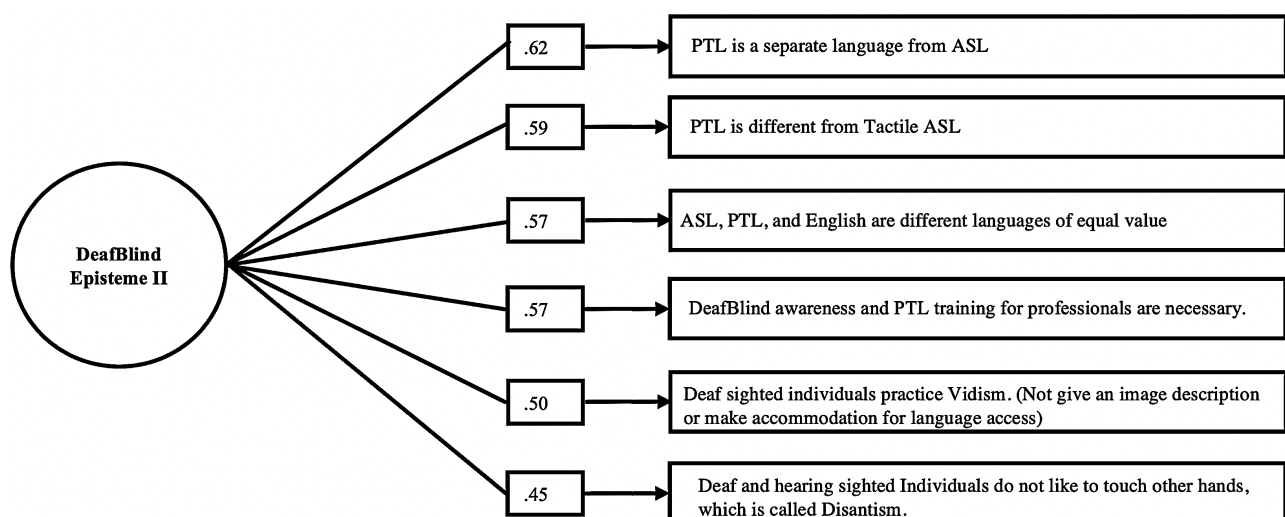 .62
PTL is a separate language from ASL
.59
PTL is different from Tactile ASL
.57
ASL, PTL, and English are different languages of equal value
DeafBlind
Episteme II
.57
DeafBlind awareness and PTL training for professionals are necessary.
.50
Deaf sighted individuals practice Vidism. (Not give an image description
or make accommodation for language access)
.45
Deaf and hearing sighted Individuals do not like to touch other hands,
which is called Disantism.